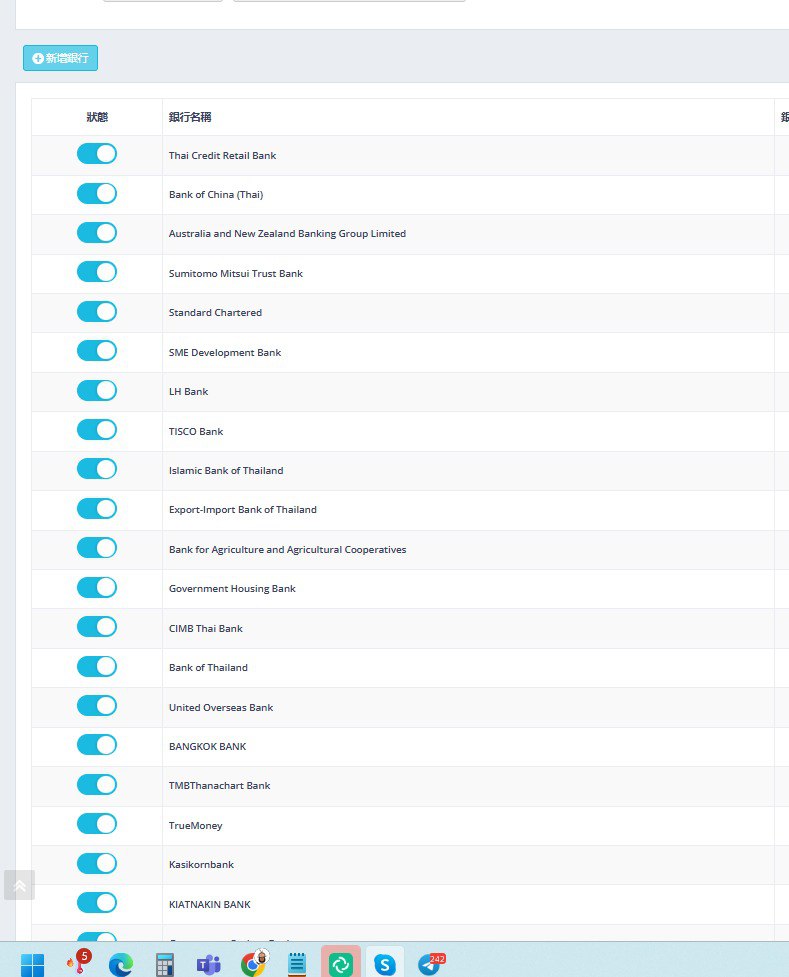 新增銀行
狀態 銀行名稱
Thai Credit Retail Bank
Bank of China (Thai)
Australia and New Zealand Banking Group Limited
Sumitomo Mitsui Trust Bank
Standard Chartered
SME Development Bank
LH Bank
TISCO Bank
Islamic Bank of Thailand
Export-Import Bank of Thailand
Bank for Agriculture and Agricultural Cooperatives
Government Housing Bank
CIMB Thai Bank
Bank of Thailand
United Overseas Bank
BANGKOK BANK
TMBThanachart Bank
TrueMoney
Kasikornbank
KIATNAKIN BANK
5 242